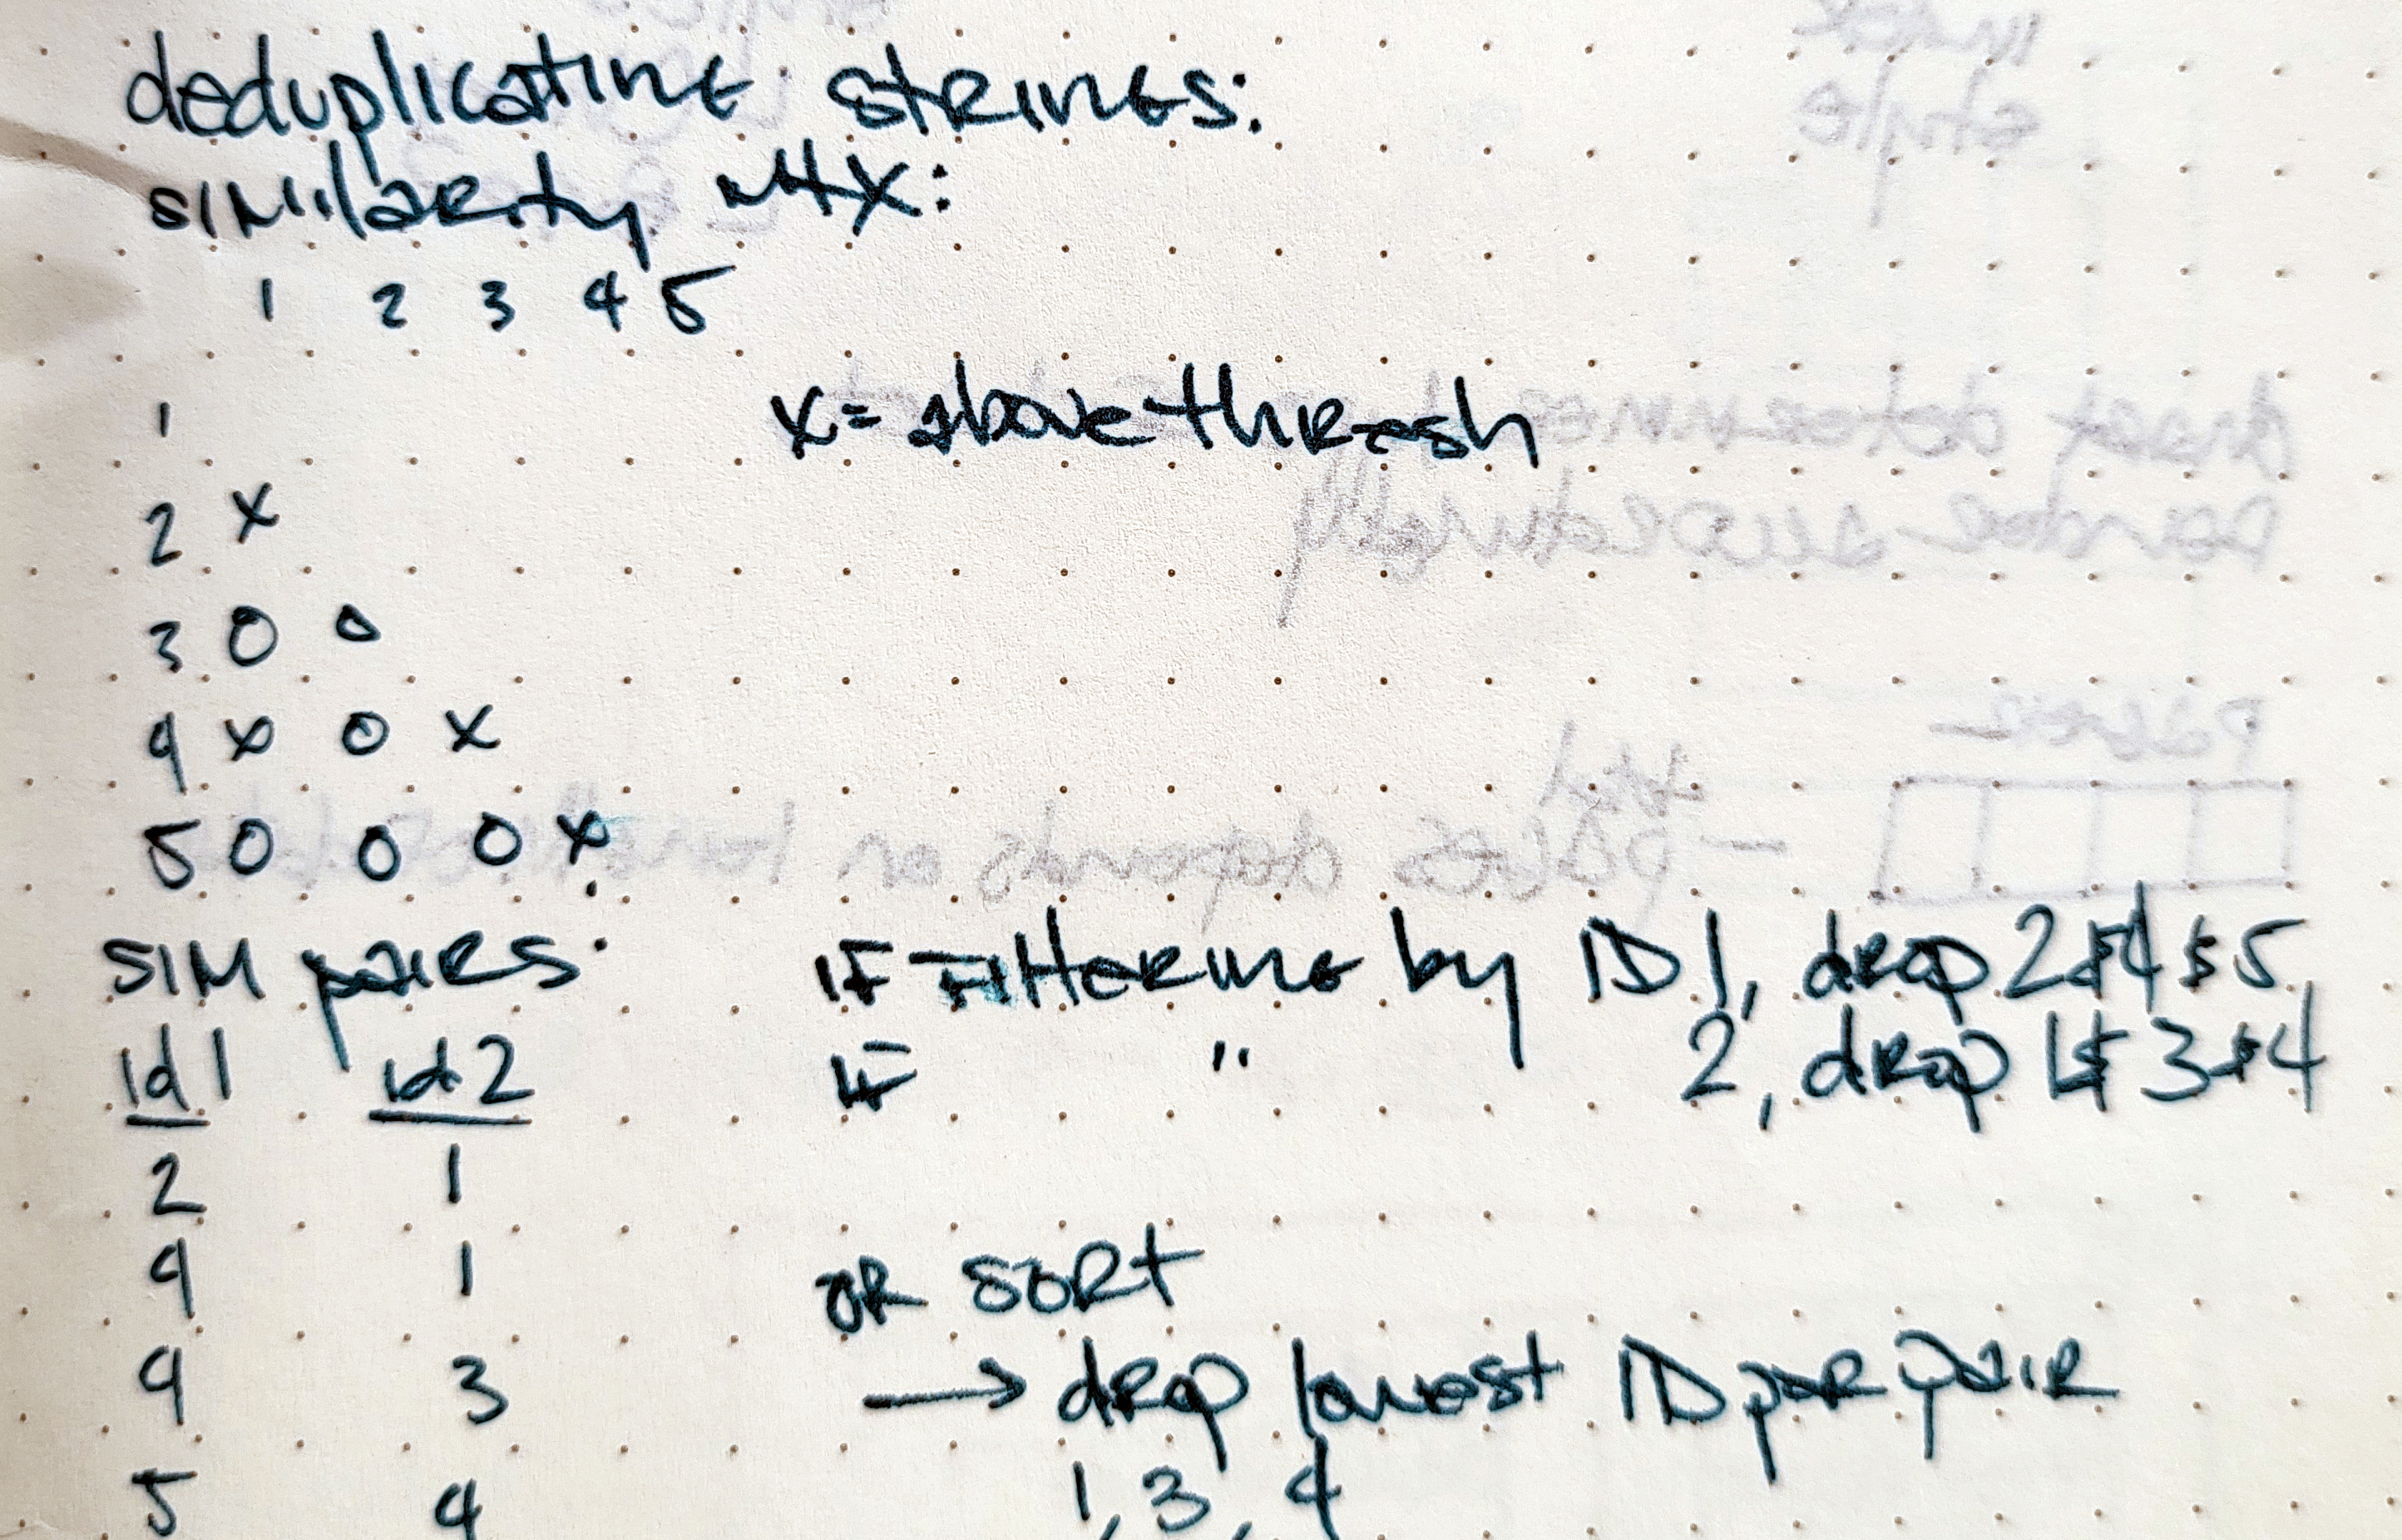 deduplicating strings:
similarity mtx:
1 2 3 4 5
1
x = above thresh
2 x
3 0 0
4 x 0 x
5 0 0 0 x
SIM pairs:
IF filtering by ID 1, drop 2 & 4 & 5,
id1 id2
IF " 2, drop 1 & 3 & 4
2 1
4 1
OR SORT
4 3
→ drop lowest ID per pair
5 4
1, 3, 4